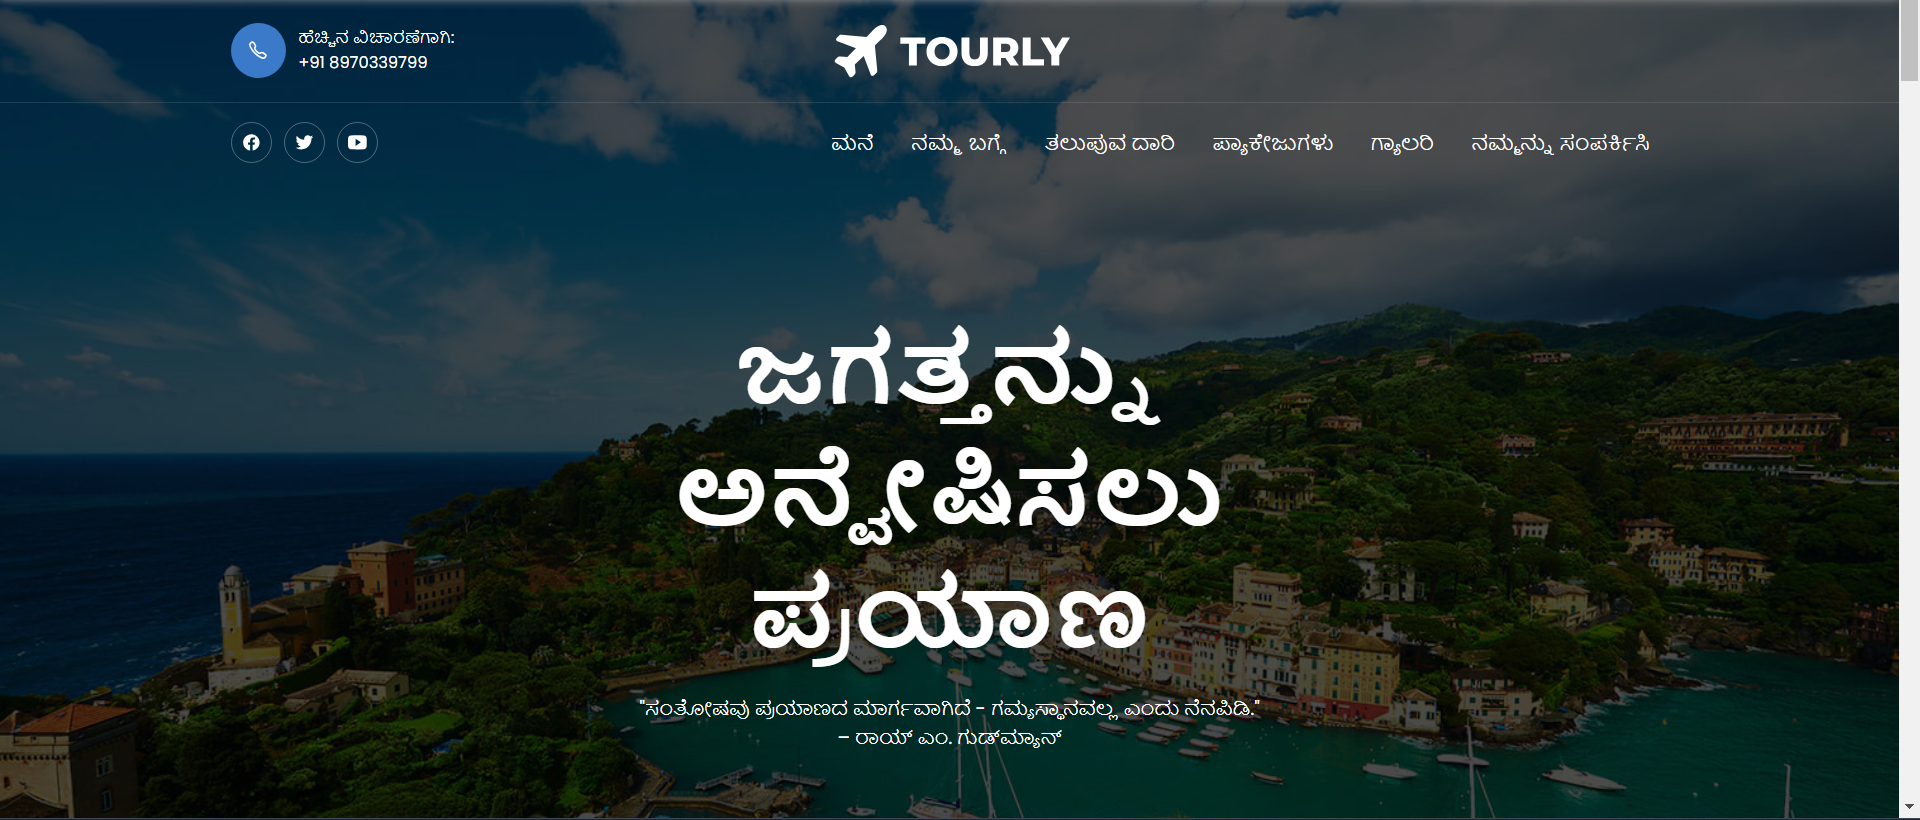 ಹೆಚ್ಚಿನ ವಿಚಾರಣೆಗಾಗಿ:
+91 8970339799
TOURLY
ಮನೆ ನಮ್ಮ ಬಗ್ಗೆ ತಲುಪುವ ದಾರಿ ಪ್ಯಾಕೇಜುಗಳು ಗ್ಯಾಲರಿ ನಮ್ಮನ್ನು ಸಂಪರ್ಕಿಸಿ
ಜಗತ್ತನ್ನು
ಅನ್ವೇಷಿಸಲು
ಪ್ರಯಾಣ
"ಸಂತೋಷವು ಪ್ರಯಾಣದ ಮಾರ್ಗವಾಗಿದೆ - ಗಮ್ಯಸ್ಥಾನವಲ್ಲ ಎಂದು ನೆನಪಿಡಿ."
– ರಾಯ್ ಎಂ. ಗುಡ್‌ಮ್ಯಾನ್